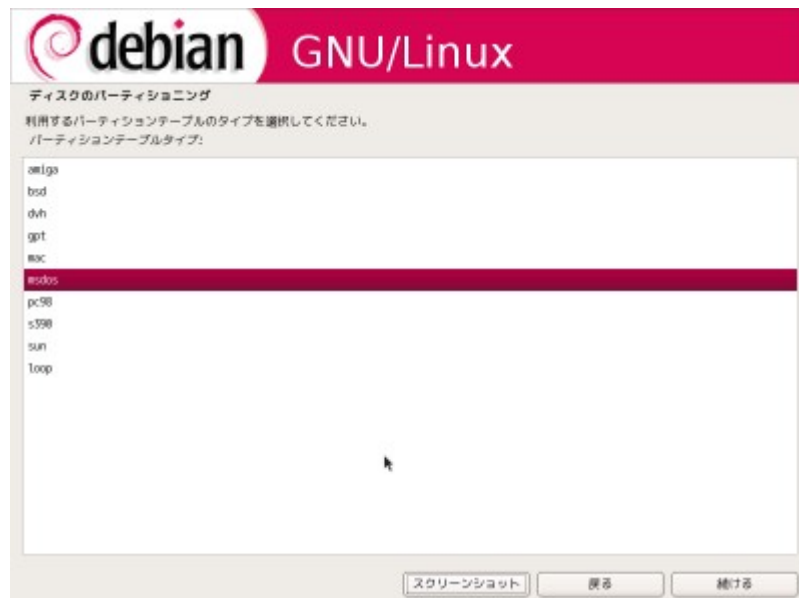 debian GNU/Linux
ディスクのパーティショニング
利用するパーティションテーブルのタイプを選択してください。
パーティションテーブルタイプ:
amiga
bsd
dvh
gpt
mac
msdos
pc98
s390
sun
loop
スクリーンショット 戻る 続ける